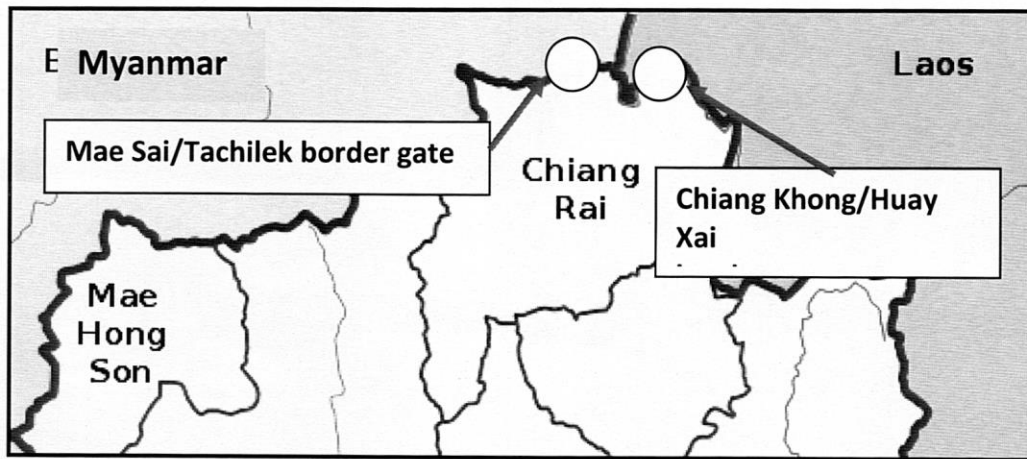 E Myanmar
Laos
Mae Sai/Tachilek border gate
Chiang
Rai
Chiang Khong/Huay
Xai
Mae
Hong
Son